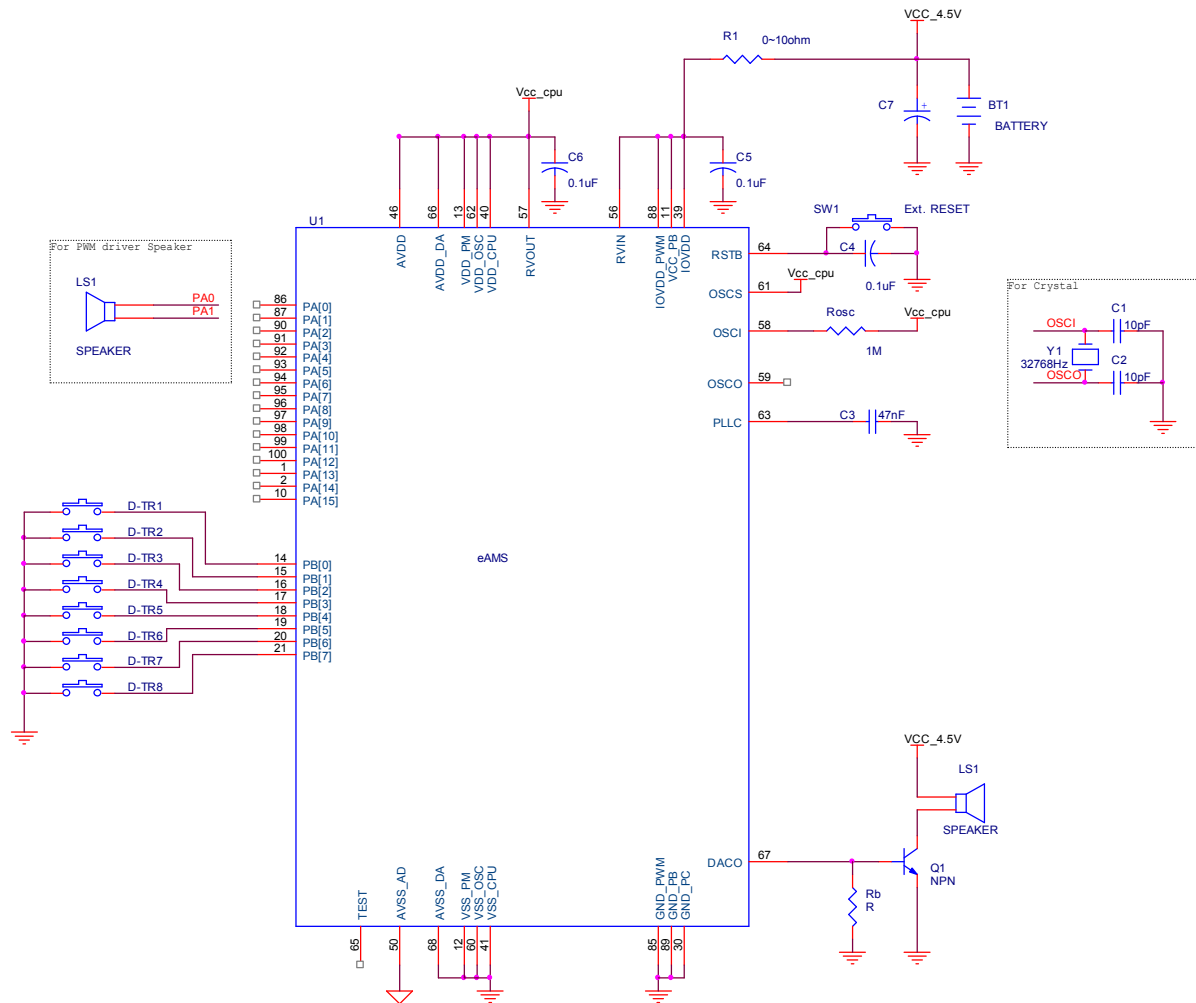 VCC_4.5V
R1
0~10ohm
C7
+
BT1
BATTERY
Vcc_cpu
C6
0.1uF
C5
0.1uF
46
66
13
62
40
57
56
88
11
39
U1
AVDD
AVDD_DA
VDD_PM
VDD_OSC
VDD_CPU
RVOUT
RVIN
IOVDD_PWM
VCC_PB
IOVDD
SW1
Ext. RESET
RSTB
64
C4
0.1uF
OSCS
61
Vcc_cpu
OSCI
58
Rosc
1M
Vcc_cpu
OSCO
59
PLLC
63
C3
47nF
For PWM driver Speaker
LS1
PA0
PA1
SPEAKER
For Crystal
OSCI
C1
10pF
Y1
32768Hz
C2
OSCO
10pF
86
PA[0]
87
PA[1]
90
PA[2]
91
PA[3]
92
PA[4]
93
PA[5]
94
PA[6]
95
PA[7]
96
PA[8]
97
PA[9]
98
PA[10]
99
PA[11]
100
PA[12]
1
PA[13]
2
PA[14]
10
PA[15]
D-TR1
D-TR2
D-TR3
D-TR4
D-TR5
D-TR6
D-TR7
D-TR8
14
PB[0]
15
PB[1]
16
PB[2]
17
PB[3]
18
PB[4]
19
PB[5]
20
PB[6]
21
PB[7]
eAMS
VCC_4.5V
LS1
SPEAKER
DACO
67
Q1
NPN
Rb
R
TEST
AVSS_AD
AVSS_DA
VSS_PM
VSS_OSC
VSS_CPU
GND_PWM
GND_PB
GND_PC
65
50
68
12
60
41
85
89
30